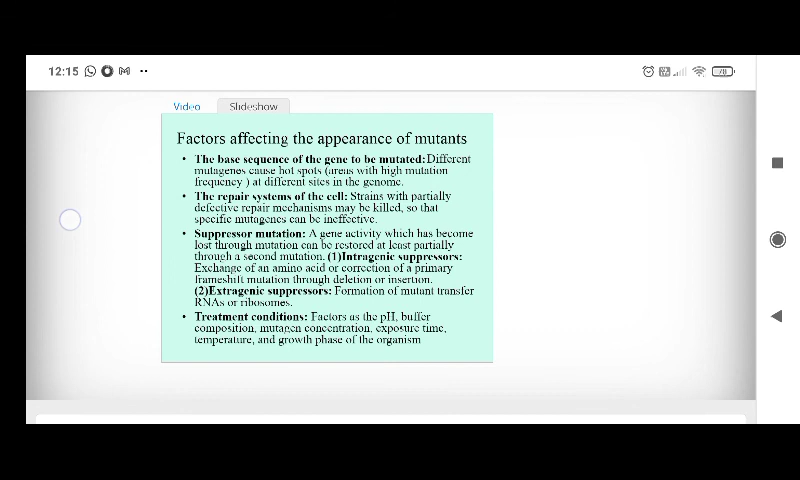 12:15
78
Video Slideshow
Factors affecting the appearance of mutants
• The base sequence of the gene to be mutated: Different
mutagenes cause hot spots (areas with high mutation
frequency ) at different sites in the genome.
• The repair systems of the cell: Strains with partially
defective repair mechanisms may be killed, so that
specific mutagenes can be ineffective.
• Suppressor mutation: A gene activity which has become
lost through mutation can be restored at least partially
through a second mutation. (1)Intragenic suppressors:
Exchange of an amino acid or correction of a primary
frameshift mutation through deletion or insertion.
(2)Extragenic suppressors: Formation of mutant transfer
RNAs or ribosomes.
• Treatment conditions: Factors as the pH, buffer
composition, mutagen concentration, exposure time,
temperature, and growth phase of the organism